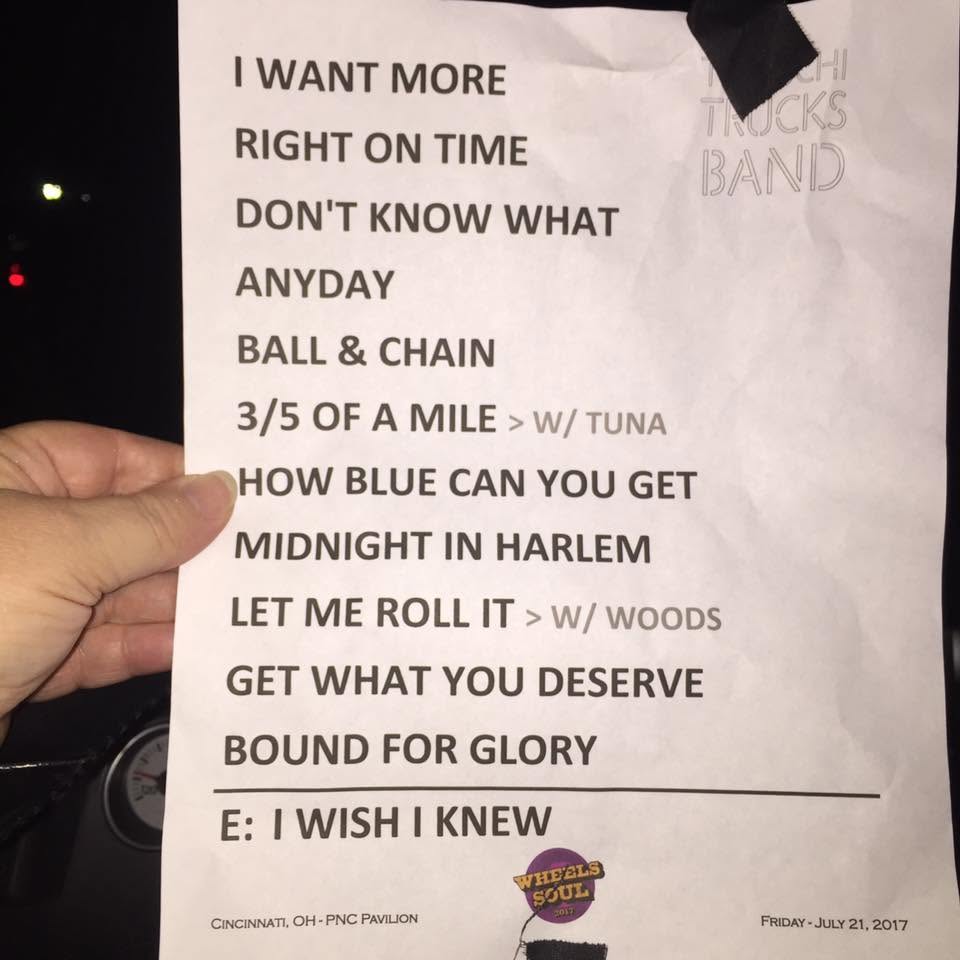 CHI
TRUCKS
BAND
I WANT MORE
RIGHT ON TIME
DON'T KNOW WHAT
ANYDAY
BALL & CHAIN
3/5 OF A MILE > W/ TUNA
HOW BLUE CAN YOU GET
MIDNIGHT IN HARLEM
LET ME ROLL IT > W/ WOODS
GET WHAT YOU DESERVE
BOUND FOR GLORY
E: I WISH I KNEW
WHEELS
SOUL
2017
CINCINNATI, OH - PNC PAVILION
FRIDAY - JULY 21, 2017